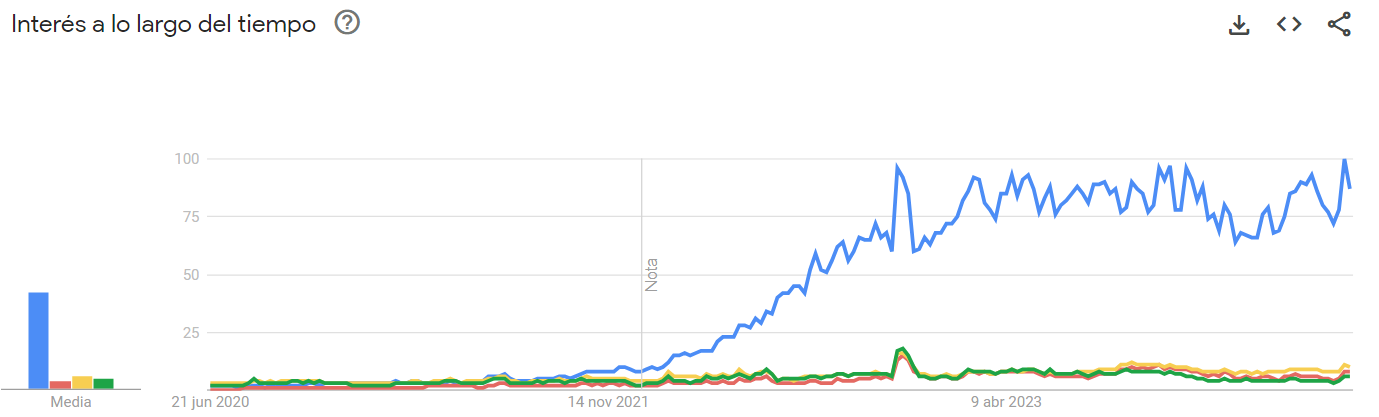 Interés a lo largo del tiempo
100
75
50
25
Nota
Media
21 jun 2020
14 nov 2021
9 abr 2023